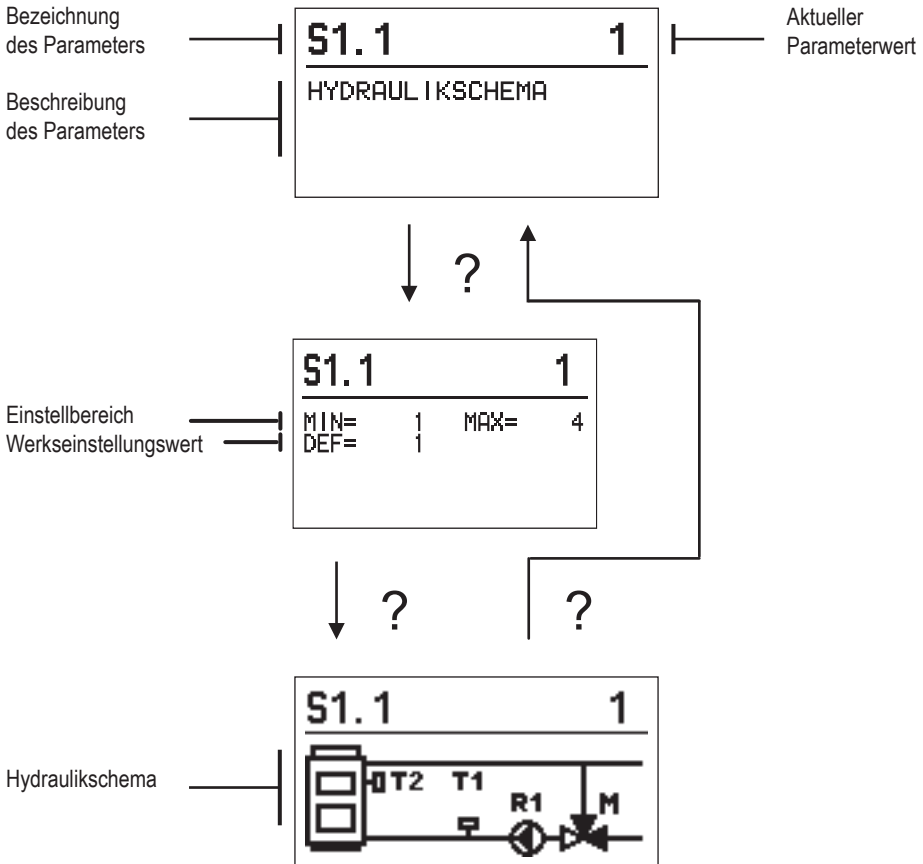 Bezeichnung
des Parameters
S1.1 1
Aktueller
Parameterwert
Beschreibung
des Parameters
HYDRAULIKSCHEMA
?
S1.1 1
Einstellbereich
MIN= 1 MAX= 4
Werkseinstellungswert
DEF= 1
? ?
S1.1 1
Hydraulikschema
T2 T1
R1 M